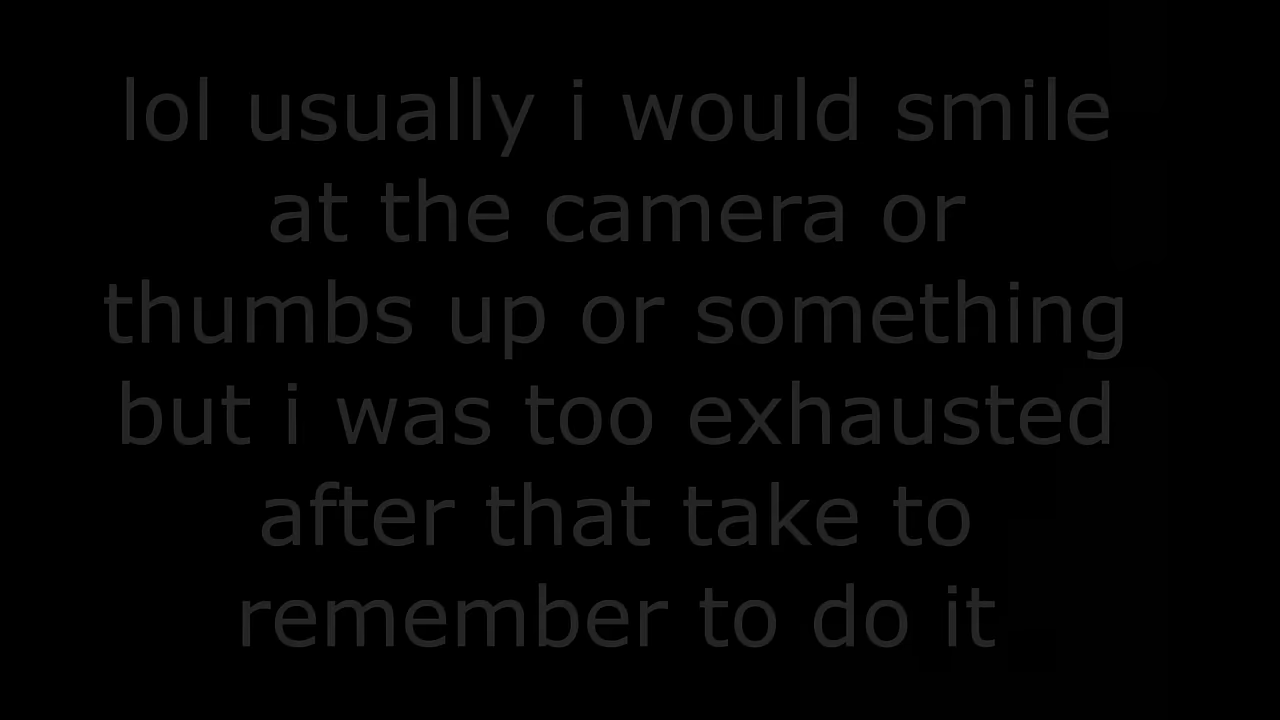 lol usually i would smile
at the camera or
thumbs up or something
but i was too exhausted
after that take to
remember to do it